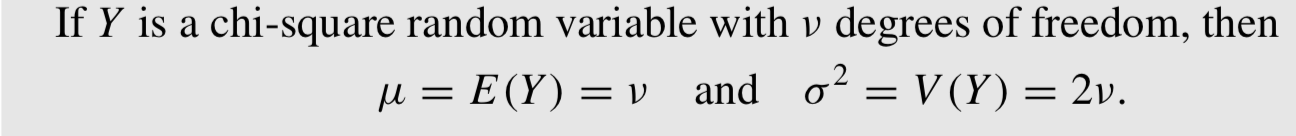 If Y is a chi-square random variable with ν degrees of freedom, then
μ = E(Y) = ν and σ² = V(Y) = 2ν.